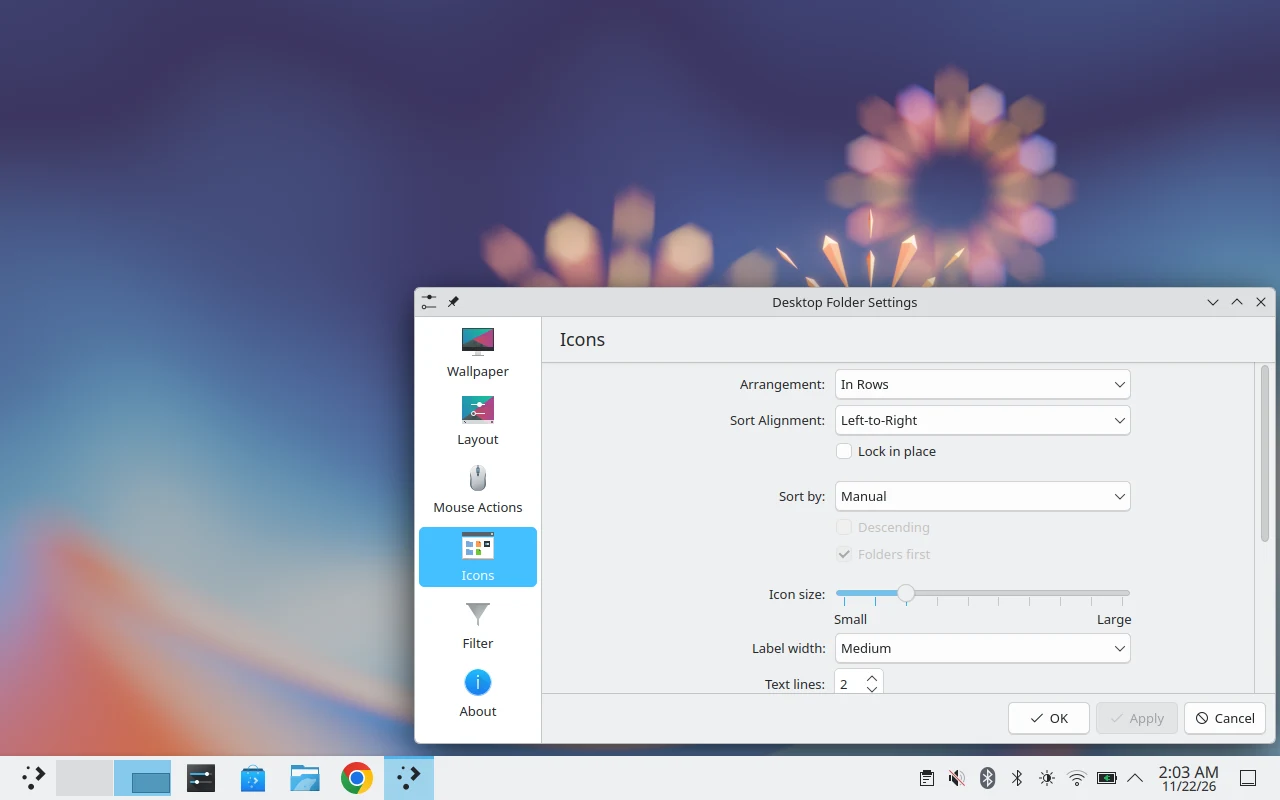 Desktop Folder Settings
Wallpaper
Layout
Mouse Actions
Icons
Filter
About
Icons
Arrangement: In Rows
Sort Alignment: Left-to-Right
Lock in place
Sort by: Manual
Descending
Folders first
Icon size:
Small Large
Label width: Medium
Text lines: 2
OK Apply Cancel
2:03 AM
11/22/26